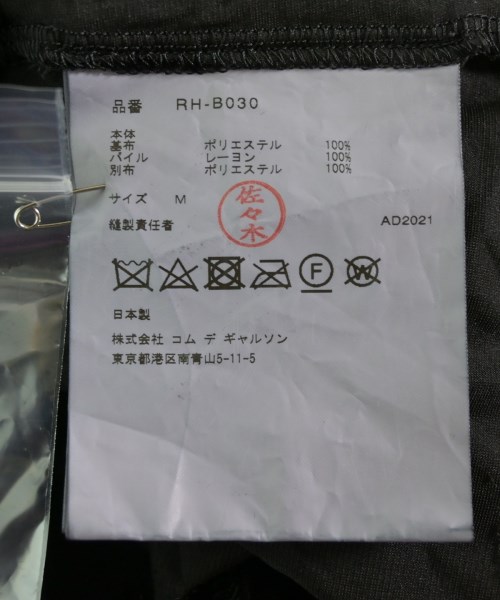 品番 RH-B030
本体
基布 ポリエステル 100%
パイル レーヨン 100%
別布 ポリエステル 100%
サイズ M
佐々木
縫製責任者 AD2021
F W
日本製
株式会社 コム デ ギャルソン
東京都港区南青山5-11-5